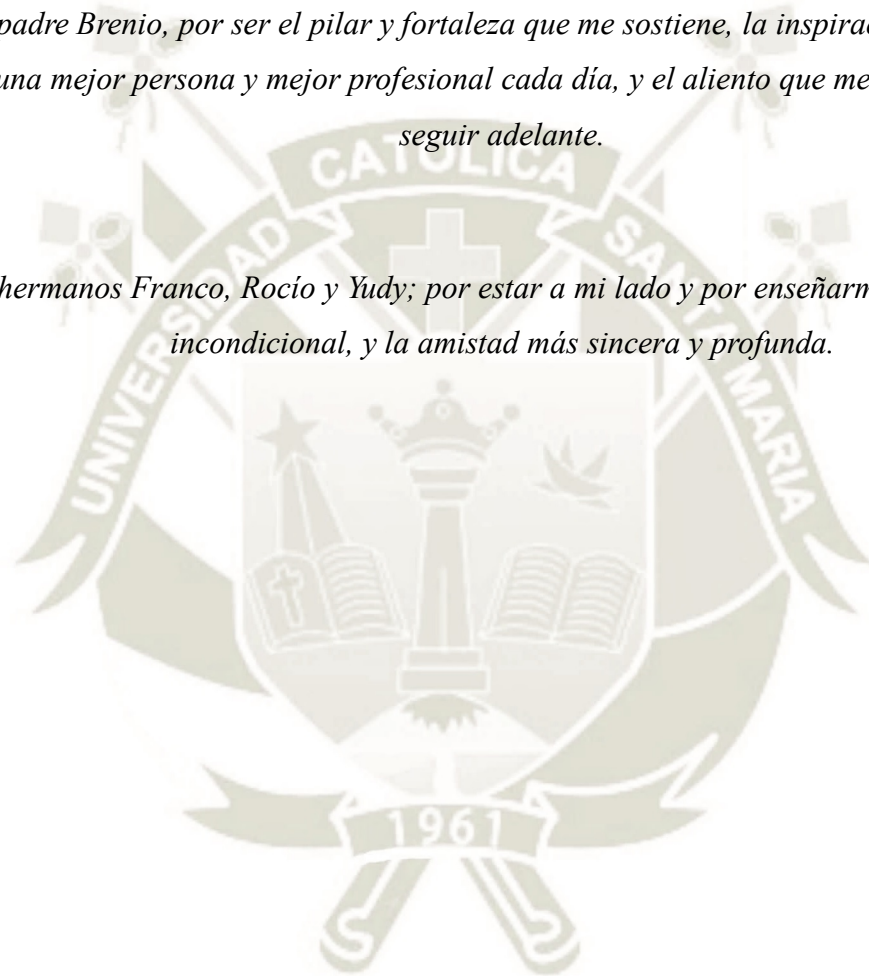 padre Brenio, por ser el pilar y fortaleza que me sostiene, la
una mejor persona y mejor profesional cada día, y el aliento que me
seguir adelante.
hermanos Franco, Rocío y Yudy; por estar a mi lado y por
incondicional, y la amistad más sincera y profunda.
UNIVERSIDAD CATOLICA SANTA MARIA
1961